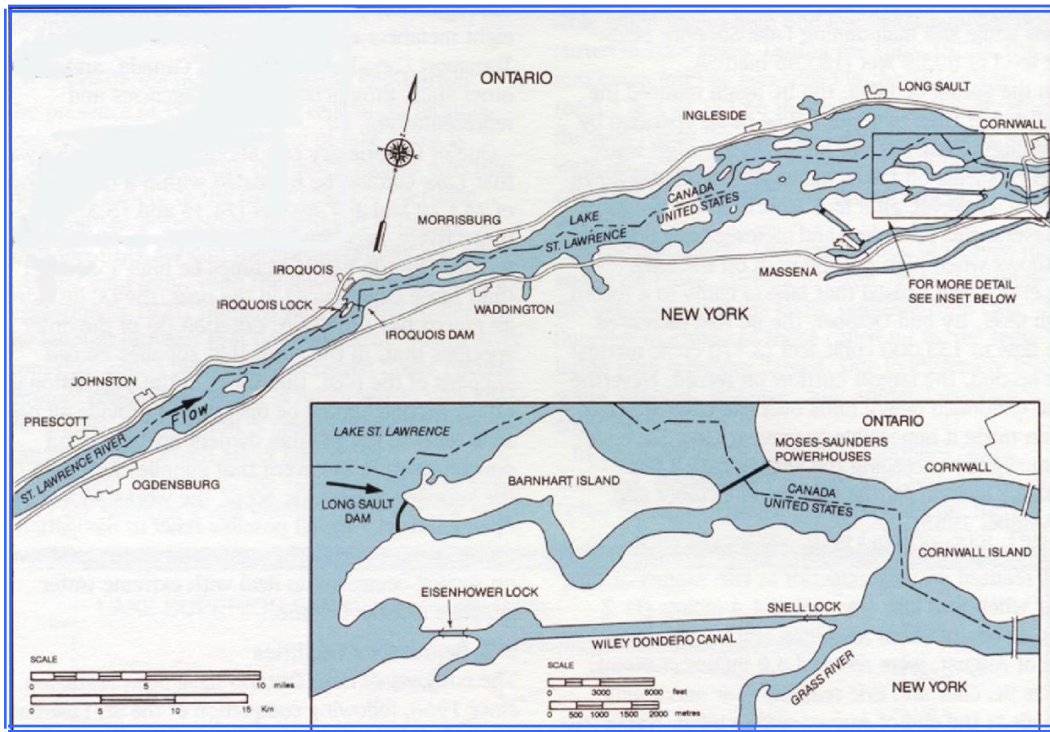 ONTARIO
LONG SAULT
INGLESIDE
CORNWALL
CANADA
UNITED STATES
LAKE
ST. LAWRENCE
MORRISBURG
MASSENA
FOR MORE DETAIL
SEE INSET BELOW
IROQUOIS
IROQUOIS LOCK
WADDINGTON
NEW YORK
IROQUOIS DAM
JOHNSTON
Flow
PRESCOTT
ST. LAWRENCE RIVER
OGDENSBURG
SCALE
0 5 10 miles
0 5 10 15 Km
LAKE ST. LAWRENCE
ONTARIO
MOSES-SAUNDERS
POWERHOUSES
CORNWALL
BARNHART ISLAND
CANADA
UNITED STATES
LONG SAULT
DAM
CORNWALL ISLAND
EISENHOWER LOCK
SNELL LOCK
WILEY DONDERO CANAL
GRASS RIVER
NEW YORK
SCALE
0 3000 6000 feet
0 500 1000 1500 2000 metres